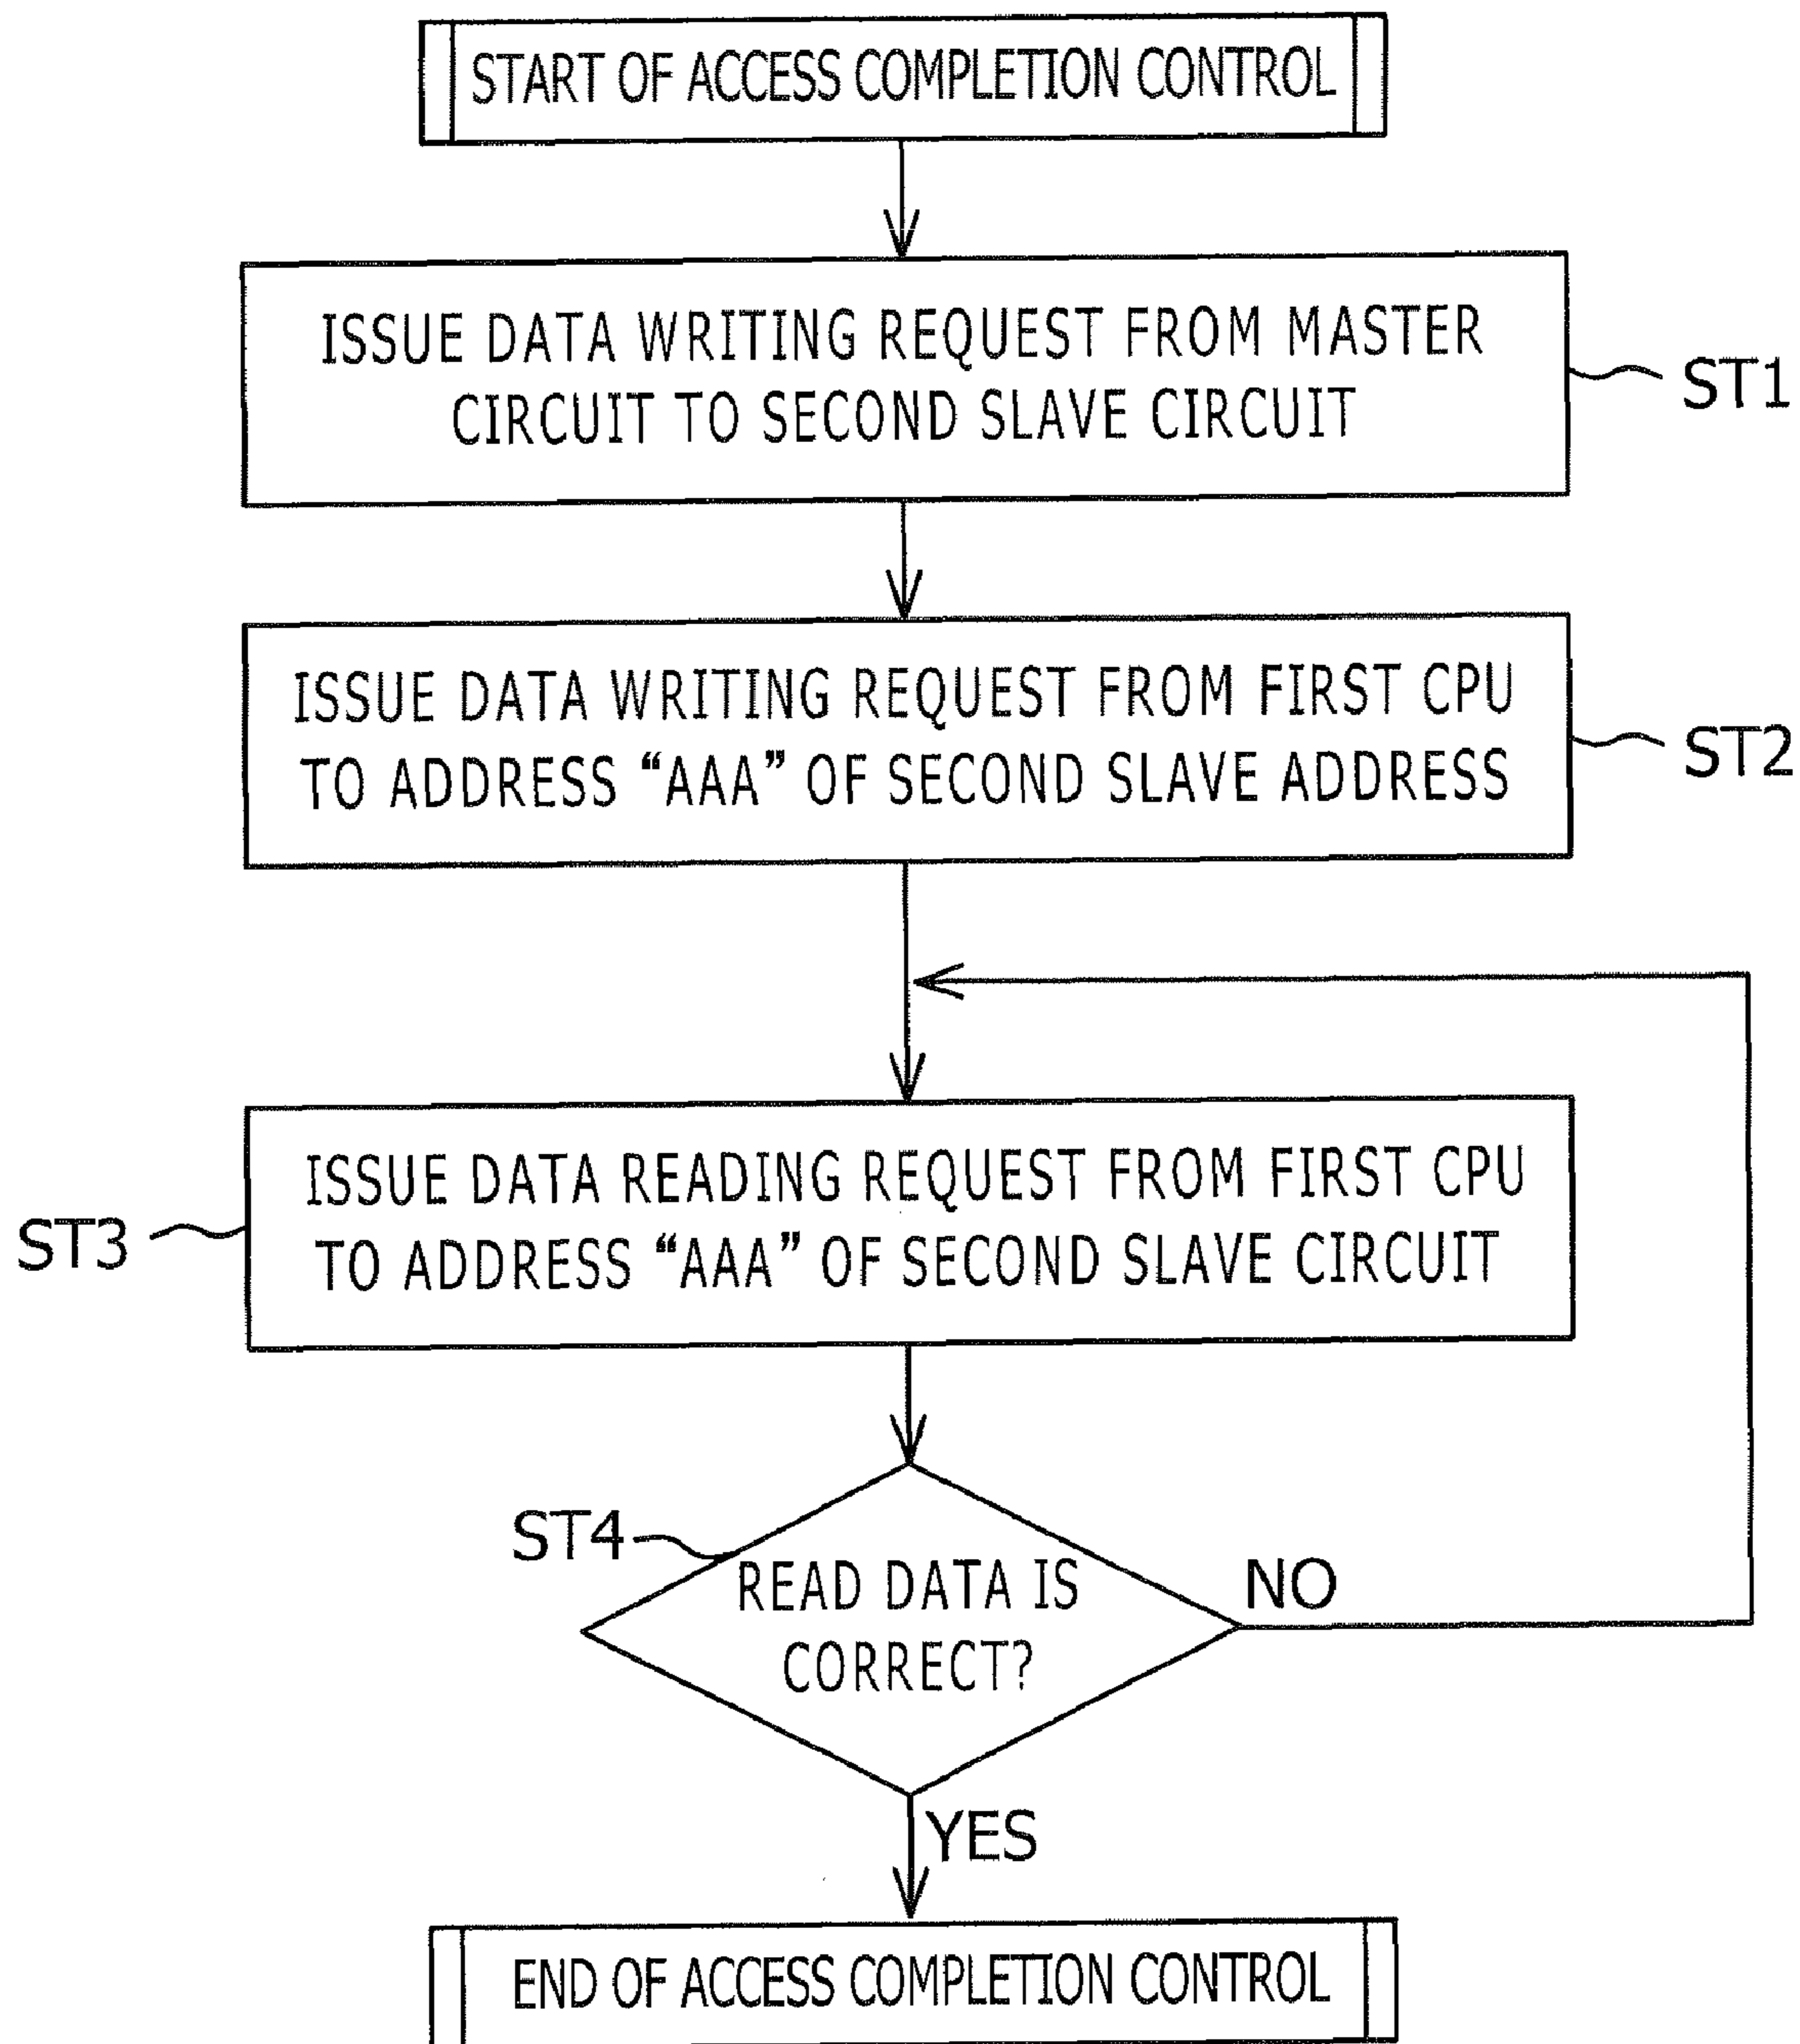 START OF ACCESS COMPLETION CONTROL
ISSUE DATA WRITING REQUEST FROM MASTER
CIRCUIT TO SECOND SLAVE CIRCUIT
ST1
ISSUE DATA WRITING REQUEST FROM FIRST CPU
TO ADDRESS “AAA” OF SECOND SLAVE ADDRESS
ST2
ISSUE DATA READING REQUEST FROM FIRST CPU
TO ADDRESS “AAA” OF SECOND SLAVE CIRCUIT
ST3
ST4
READ DATA IS
CORRECT?
NO
YES
END OF ACCESS COMPLETION CONTROL